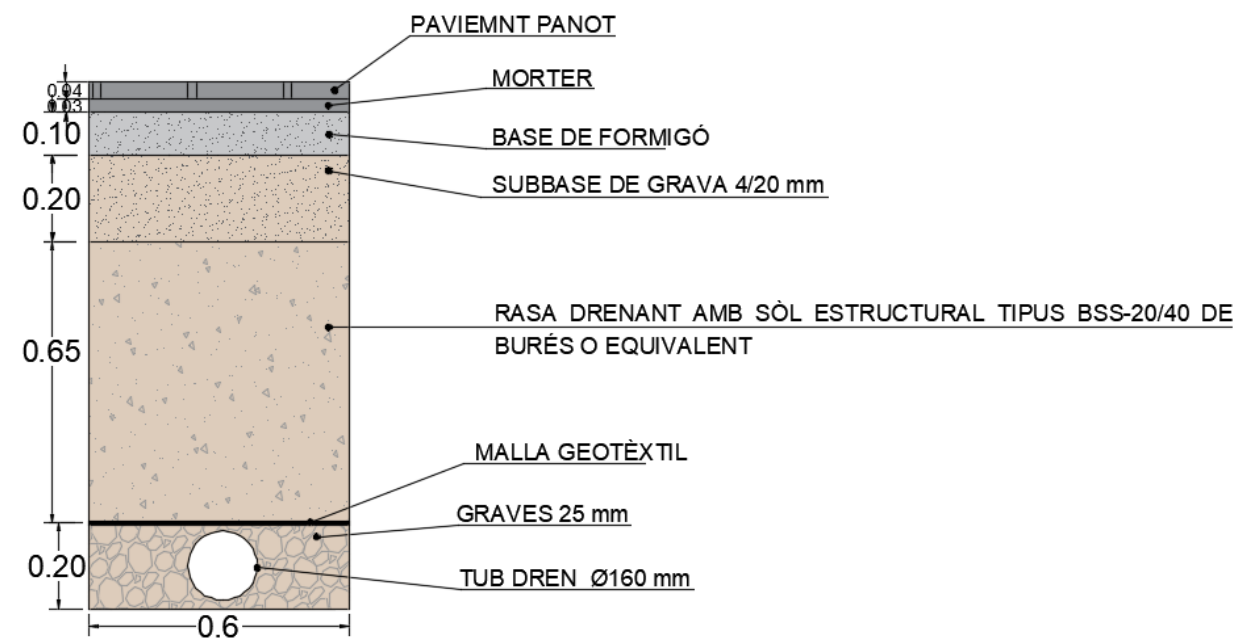 PAVIEMNT PANOT
MORTER
0.04
0.03
0.10
BASE DE FORMIGÓ
SUBBASE DE GRAVA 4/20 mm
0.20
RASA DRENANT AMB SÒL ESTRUCTURAL TIPUS BSS-20/40 DE
BURÉS O EQUIVALENT
0.65
MALLA GEOTÈXTIL
GRAVES 25 mm
0.20
TUB DREN Ø160 mm
0.6